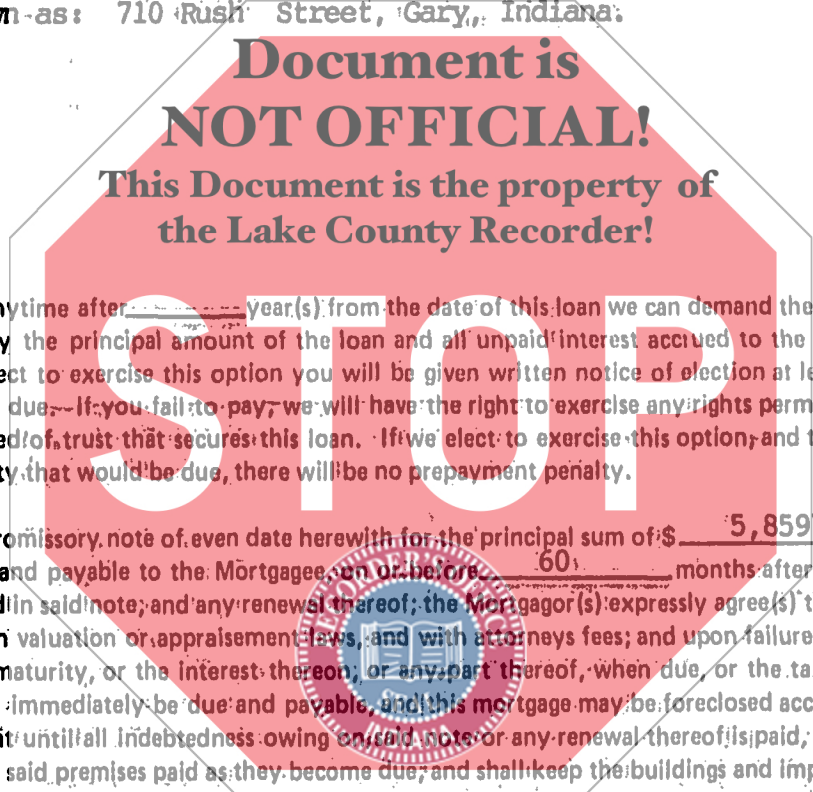 n as: 710 Rush Street, Gary, Indiana.
Document is
NOT OFFICIAL!
This Document is the property of
the Lake County Recorder!
STOP
nytime after year(s) from the date of this loan we can demand the
y the principal amount of the loan and all unpaid interest accrued to the
ect to exercise this option you will be given written notice of election at le
due. If you fail to pay, we will have the right to exercise any rights perm
ed of trust that secures this loan. If we elect to exercise this option, and t
ty that would be due, there will be no prepayment penalty.
omissory note of even date herewith for the principal sum of $ 5,859
and payable to the Mortgagee, on or before 60 months after
d in said note; and any renewal thereof; the Mortgagor(s) expressly agree(s) t
n valuation or appraisement laws, and with attorneys fees; and upon failure
maturity, or the interest thereon, or any part thereof, when due, or the ta
immediately be due and payable, and this mortgage may be foreclosed acc
it until all indebtedness owing on said note or any renewal thereof is paid,
said premises paid as they become due, and shall keep the buildings and imp